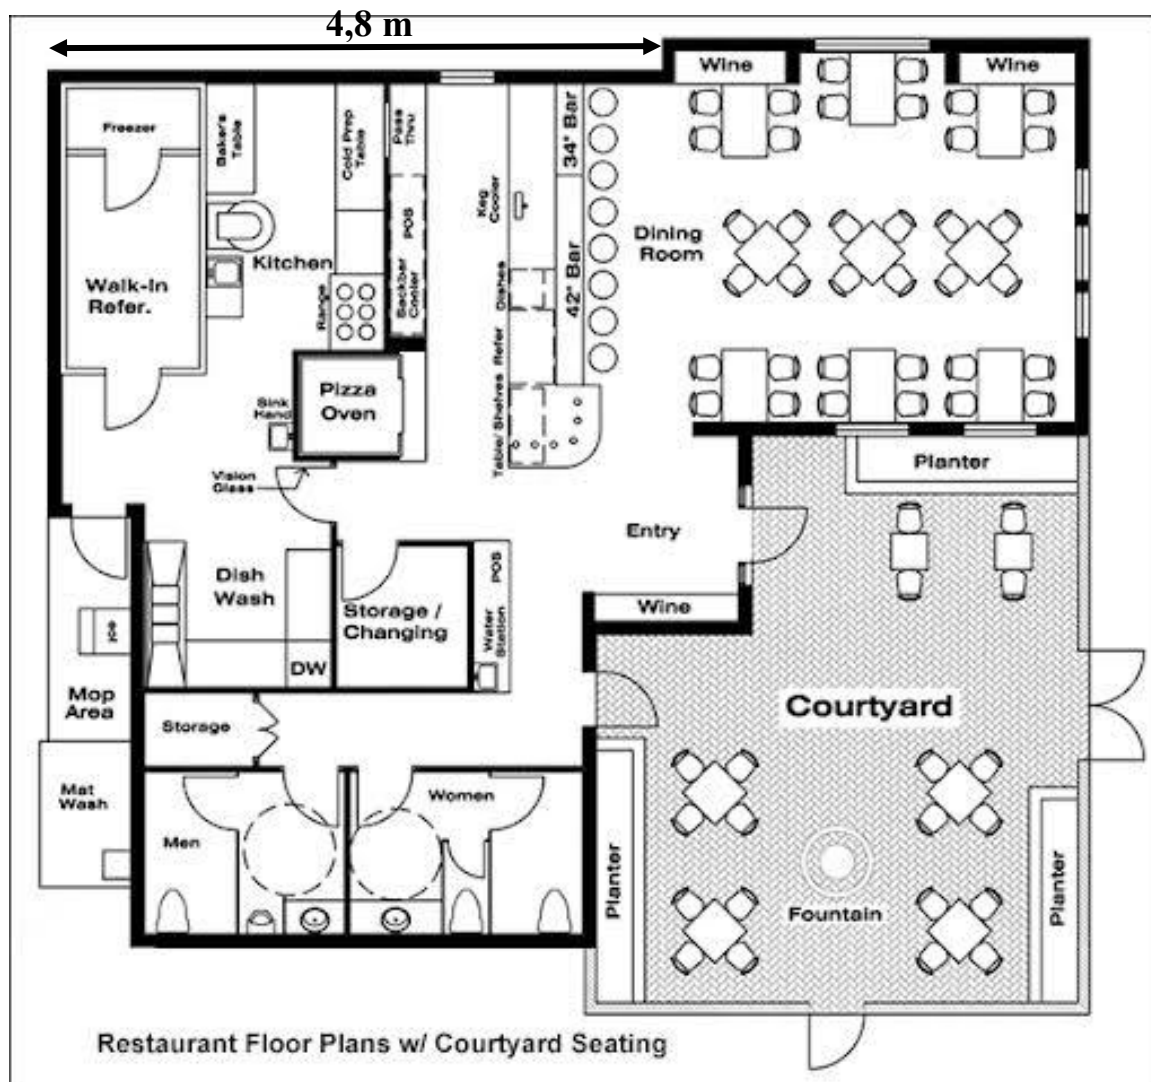 4,8 m
Wine
Wine
Freezer
Baker's
Table
Cold Prep
Table
Pass
Thru
34" Bar
Keg
Cooler
POS
Backbar
Cooler
Dining
Room
Kitchen
Walk-In
Refer.
Range
Dishes
42" Bar
Refer
Table/ Shelves
Pizza
Oven
Sink
Hand
Vision
Glass
Planter
Entry
Dish
Wash
Storage /
Changing
POS
Water
Station
Wine
ICE
DW
Mop
Area
Courtyard
Storage
Mat
Wash
Men
Women
Planter
Fountain
Planter
Restaurant Floor Plans w/ Courtyard Seating